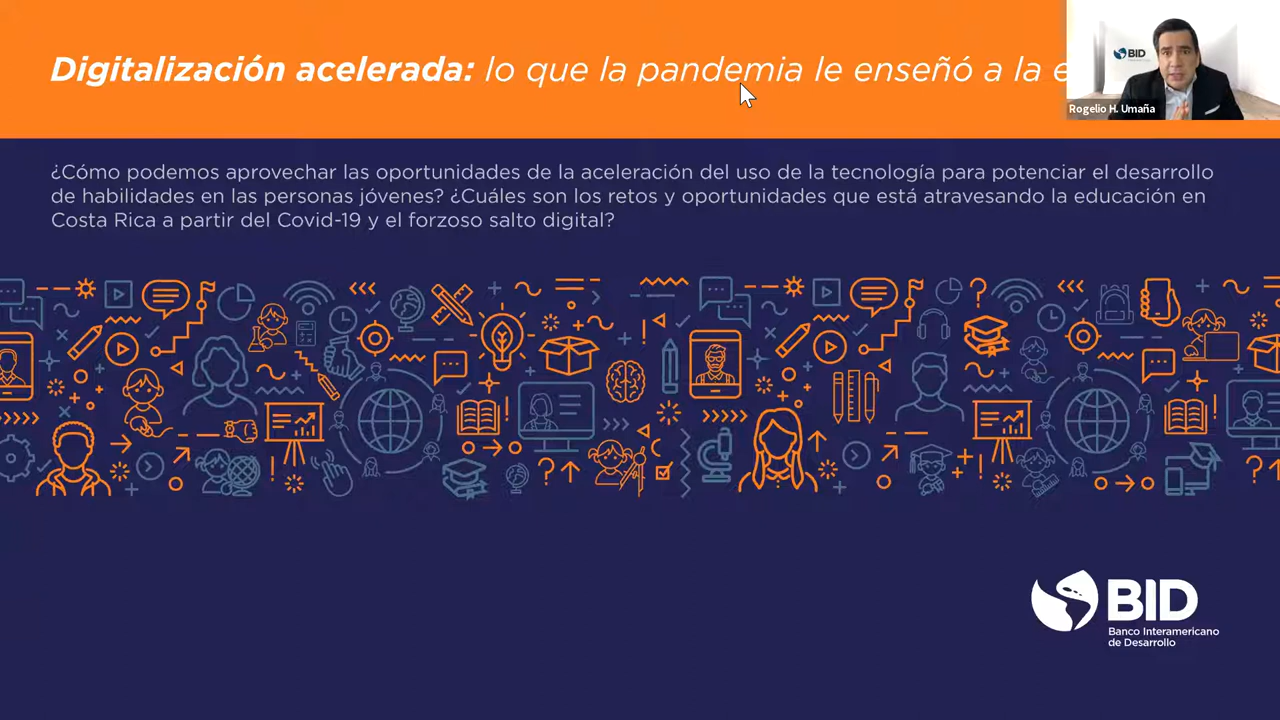 Digitalización acelerada: lo que la pandemia le enseñó a la
BID
Rogelio H. Umaña
¿Cómo podemos aprovechar las oportunidades de la aceleración del uso de la tecnología para potenciar el desarrollo
de habilidades en las personas jóvenes? ¿Cuáles son los retos y oportunidades que está atravesando la educación en
Costa Rica a partir del Covid-19 y el forzoso salto digital?
BID
Banco Interamericano
de Desarrollo